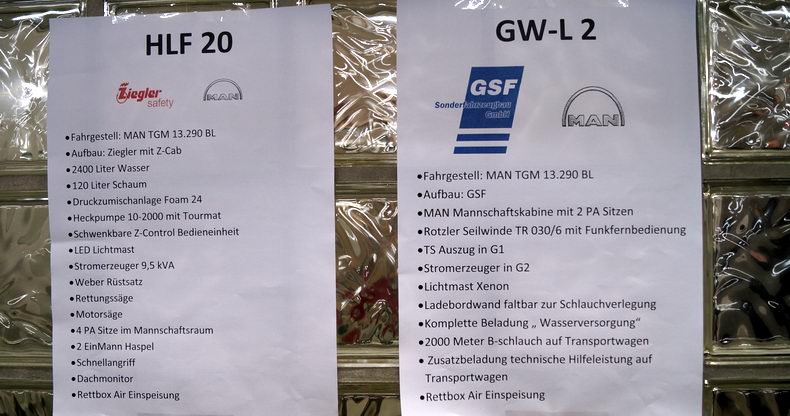 HLF 20
Ziegler
safety
MAN
•Fahrgestell: MAN TGM 13.290 BL
•Aufbau: Ziegler mit Z-Cab
•2400 Liter Wasser
•120 Liter Schaum
•Druckzumischanlage Foam 24
•Heckpumpe 10-2000 mit Tourmat
•Schwenkbare Z-Control Bedieneinheit
•LED Lichtmast
•Stromerzeuger 9,5 kVA
•Weber Rüstsatz
•Rettungssäge
•Motorsäge
•4 PA Sitze im Mannschaftsraum
•2 EinMann Haspel
•Schnellangriff
•Dachmonitor
•Rettbox Air Einspeisung
GW-L 2
GSF
Sonderfahrzeugbau
GmbH
MAN
•Fahrgestell: MAN TGM 13.290 BL
•Aufbau: GSF
•MAN Mannschaftskabine mit 2 PA Sitzen
•Rotzler Seilwinde TR 030/6 mit Funkfernbedienung
•TS Auszug in G1
•Stromerzeuger in G2
•Lichtmast Xenon
•Ladebordwand faltbar zur Schlauchverlegung
•Komplette Beladung „ Wasserversorgung“
•2000 Meter B-schlauch auf Transportwagen
• Zusatzbeladung technische Hilfeleistung auf
Transportwagen
•Rettbox Air Einspeisung